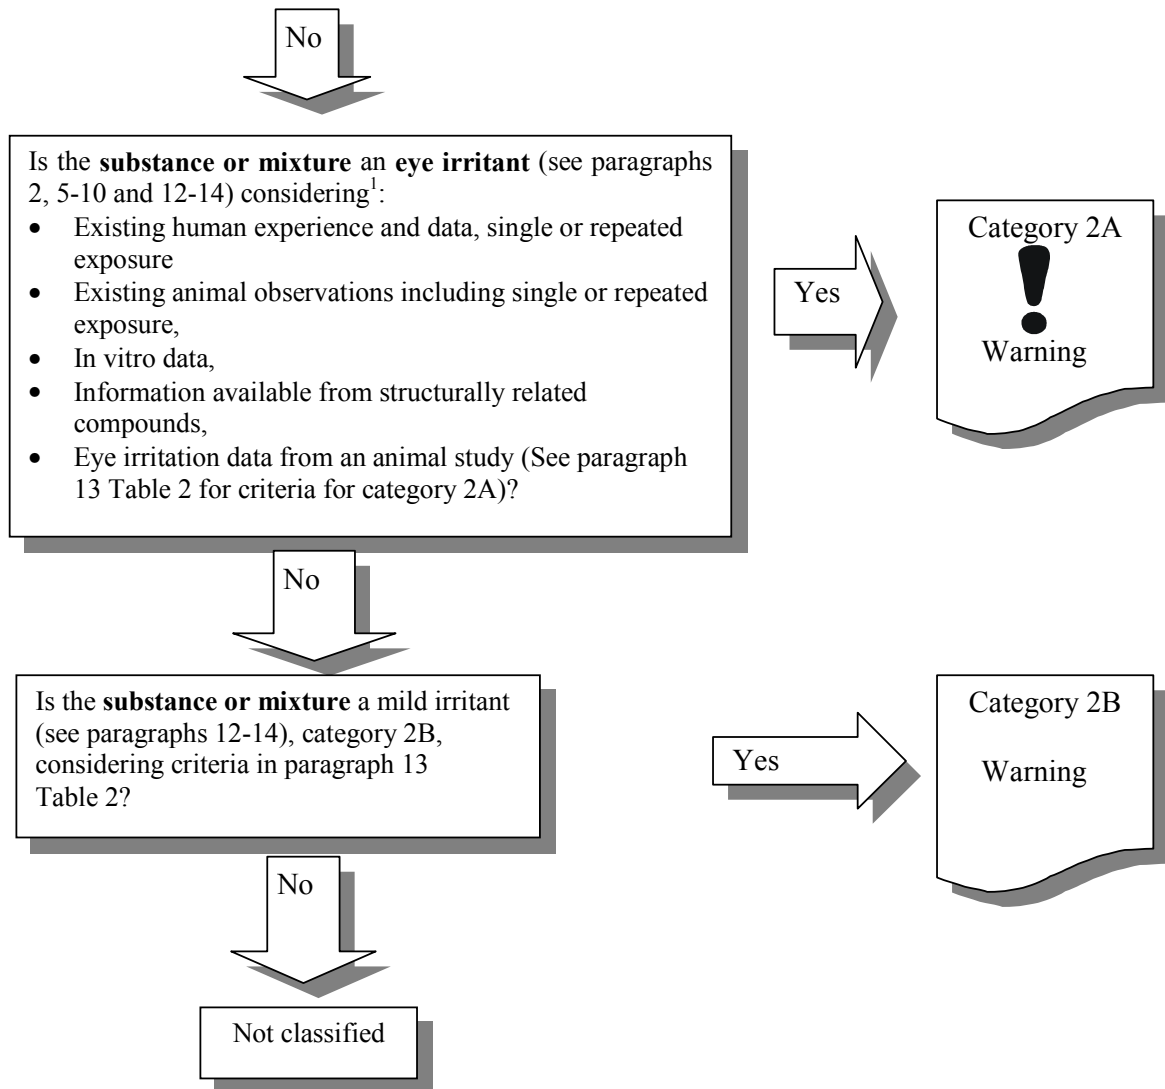 No
Is the substance or mixture an eye irritant (see paragraphs
2, 5-10 and 12-14) considering¹:
• Existing human experience and data, single or repeated
exposure
• Existing animal observations including single or repeated
exposure,
• In vitro data,
• Information available from structurally related
compounds,
• Eye irritation data from an animal study (See paragraph
13 Table 2 for criteria for category 2A)?
Yes
Category 2A
!
Warning
No
Is the substance or mixture a mild irritant
(see paragraphs 12-14), category 2B,
considering criteria in paragraph 13
Table 2?
Yes
Category 2B
Warning
No
Not classified